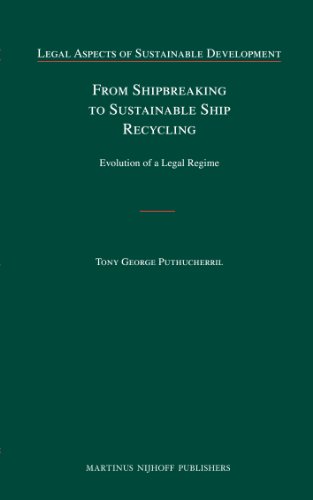 Legal Aspects of Sustainable Development
From Shipbreaking
to Sustainable Ship
Recycling
Evolution of a Legal Regime
Tony George Puthucherril
MARTINUS NIJHOFF PUBLISHERS